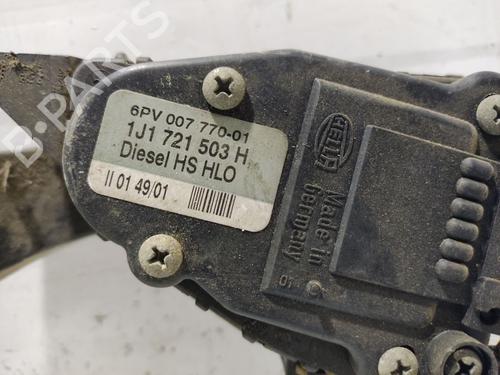 6PV 007 770-01
1J1 721 503 H
Diesel HS HLO
II 01 49/01
HELLA
Made in
Germany
01
B-PARTS